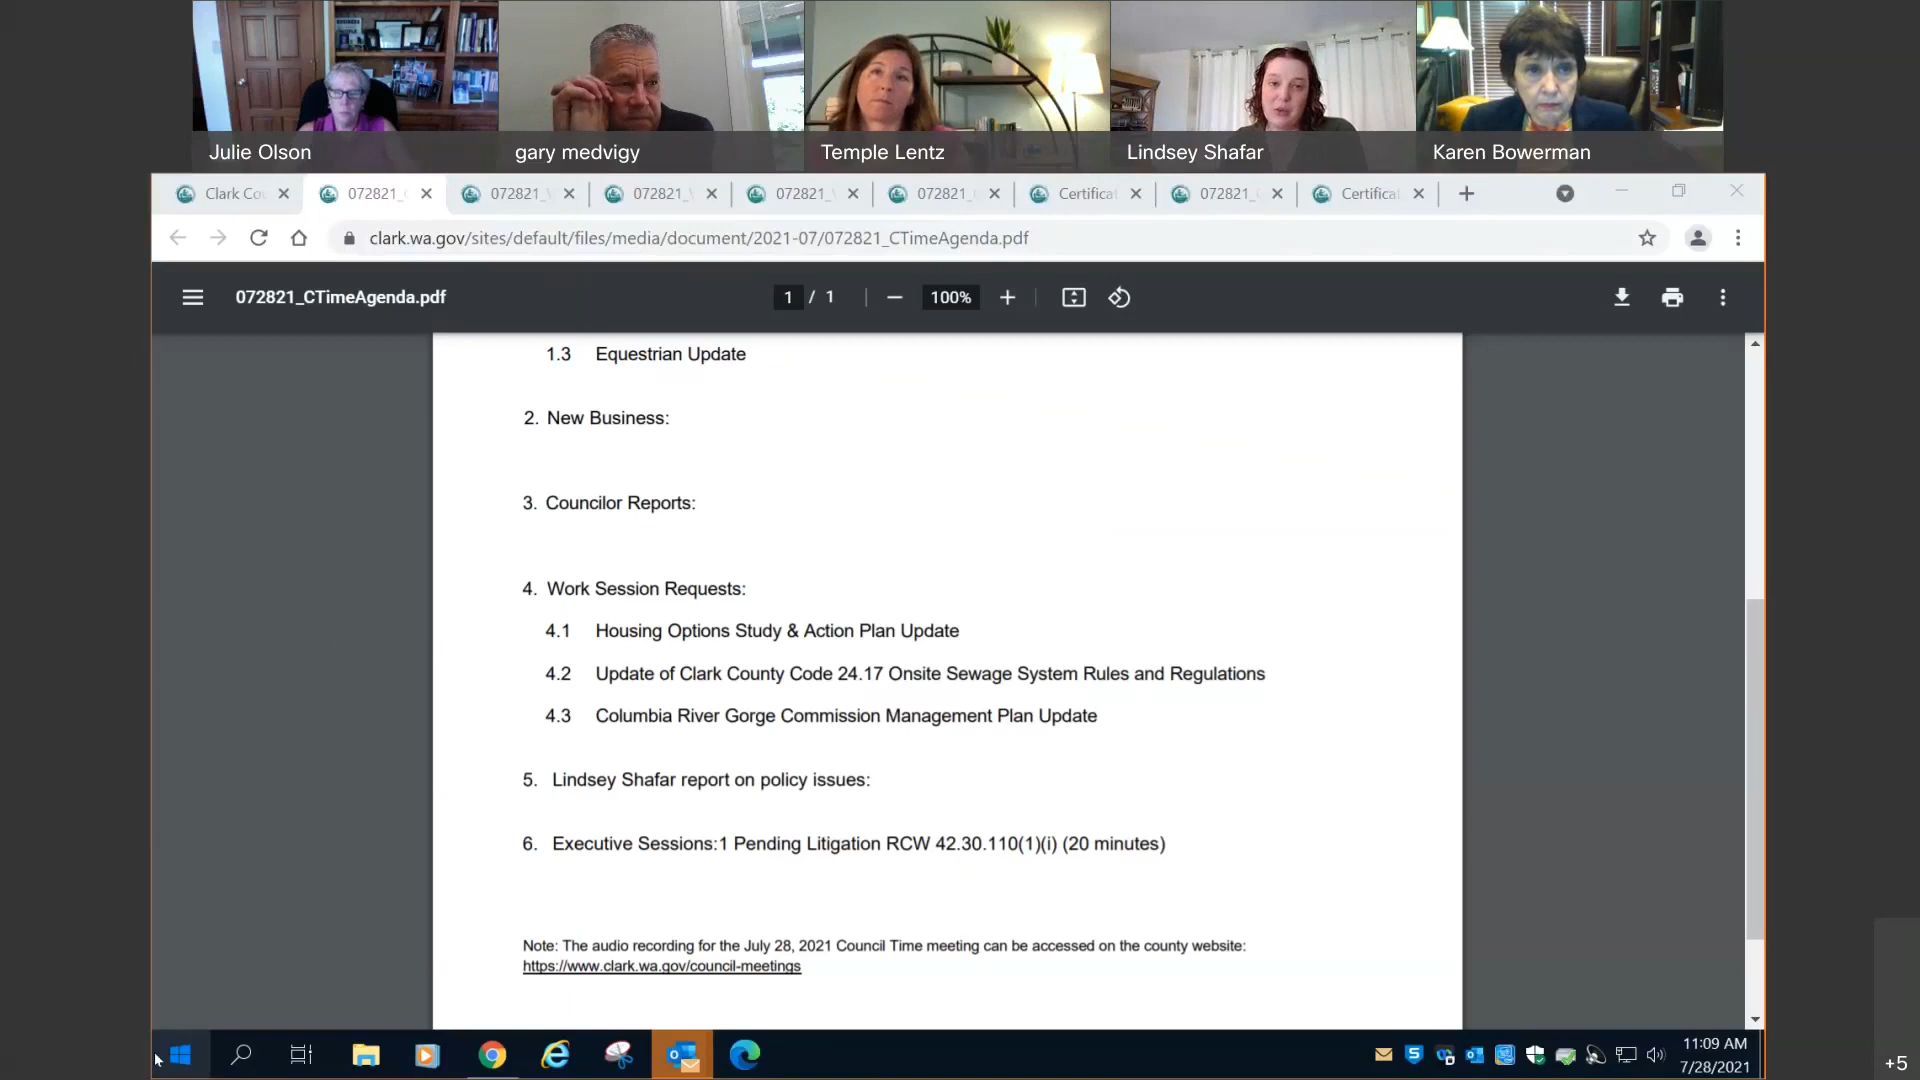 Julie Olson
gary medvigy
Temple Lentz
Lindsey Shafar
Karen Bowerman
Clark Co
072821_
072821_
072821_
072821_
072821_
Certificat
072821_
Certificat
clark.wa.gov/sites/default/files/media/document/2021-07/072821_CTimeAgenda.pdf
072821_CTimeAgenda.pdf
1 / 1
100%
1.3 Equestrian Update
2. New Business:
3. Councilor Reports:
4. Work Session Requests:
4.1 Housing Options Study & Action Plan Update
4.2 Update of Clark County Code 24.17 Onsite Sewage System Rules and Regulations
4.3 Columbia River Gorge Commission Management Plan Update
5. Lindsey Shafar report on policy issues:
6. Executive Sessions:1 Pending Litigation RCW 42.30.110(1)(i) (20 minutes)
Note: The audio recording for the July 28, 2021 Council Time meeting can be accessed on the county website:
https://www.clark.wa.gov/council-meetings
11:09 AM
7/28/2021
+5